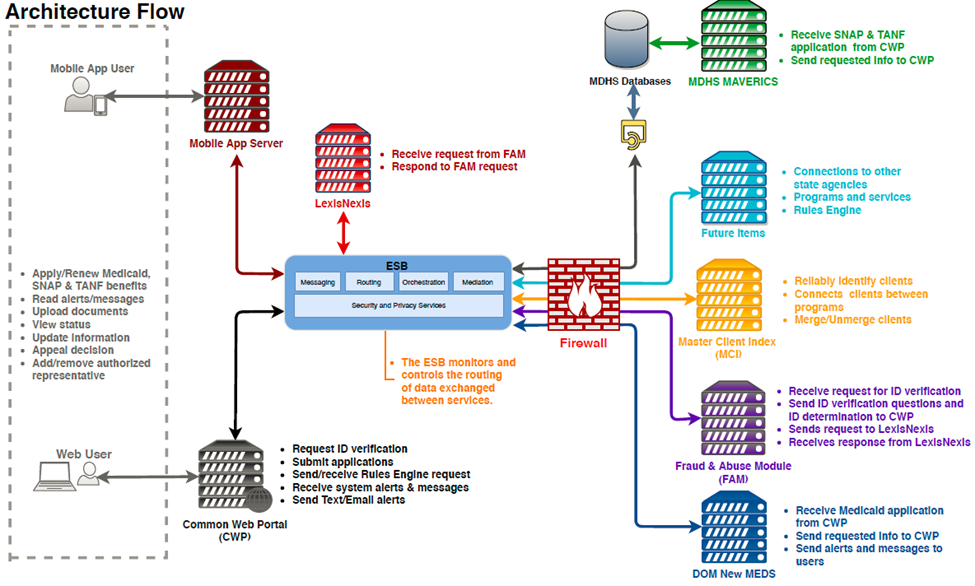 Architecture Flow
Mobile App User
Mobile App Server
• Apply/Renew Medicaid,
SNAP & TANF benefits
• Read alerts/messages
• Upload documents
• View status
• Update information
• Appeal decision
• Add/remove authorized
representative
Web User
LexisNexis
• Receive request from FAM
• Respond to FAM request
ESB
Messaging
Routing
Orchestration
Mediation
Security and Privacy Services
• The ESB monitors and
controls the routing
of data exchanged
between services.
Common Web Portal
(CWP)
• Request ID verification
• Submit applications
• Send/receive Rules Engine request
• Receive system alerts & messages
• Send Text/Email alerts
Firewall
MDHS Databases
MDHS MAVERICS
• Receive SNAP & TANF
application from CWP
• Send requested info to CWP
Future Items
• Connections to other
state agencies
• Programs and services
• Rules Engine
Master Client Index
(MCI)
• Reliably identify clients
• Connects clients between
programs
• Merge/Unmerge clients
Fraud & Abuse Module
(FAM)
• Receive request for ID verification
• Send ID verification questions and
ID determination to CWP
• Sends request to LexisNexis
• Receives response from LexisNexis
DOM New MEDS
• Receive Medicaid application
from CWP
• Send requested info to CWP
• Send alerts and messages to
users